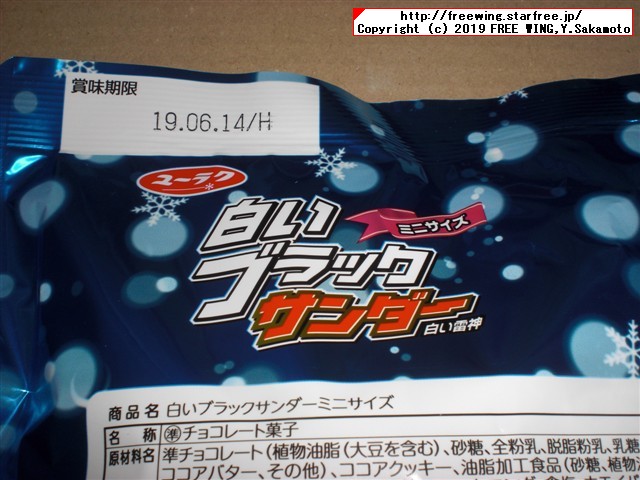 http://freewing.starfree.jp/
Copyright (c) 2019 FREE WING,Y.Sakamoto
賞味期限
19.06.14/H
ユーラク
白い
ミニサイズ
ブラック
サンダー
白い雷神
商品名 白いブラックサンダーミニサイズ
名 称 ㊜チョコレート菓子
原材料名 準チョコレート(植物油脂(大豆を含む)、砂糖、全粉乳、脱脂粉乳、乳糖
ココアバター、その他)、ココアクッキー、油脂加工食品(砂糖、植物